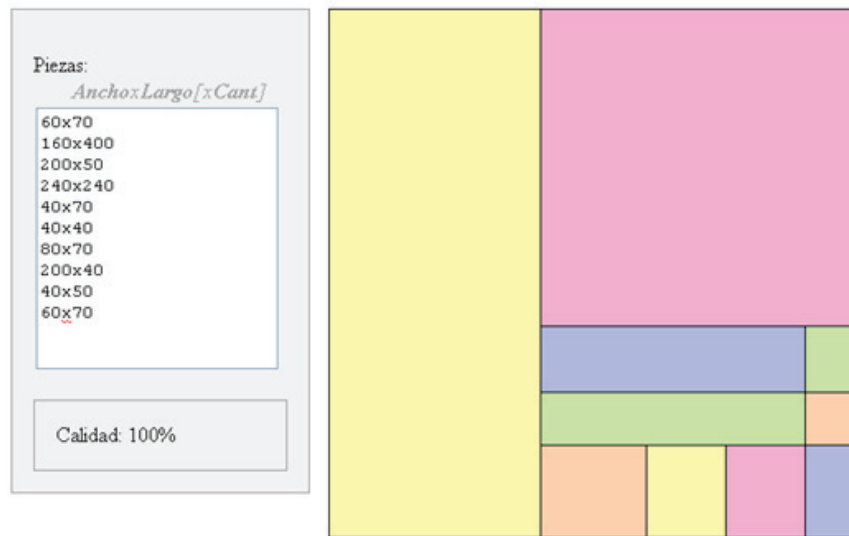 Piezas:
AnchoxLargo[xCant]
60x70
160x400
200x50
240x240
40x70
40x40
80x70
200x40
40x50
60x70
Calidad: 100%